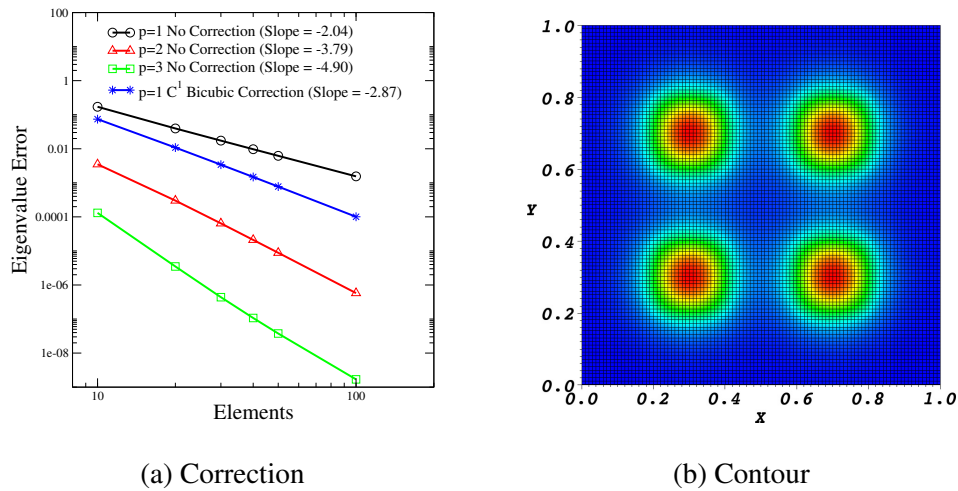 100
1
0.01
0.0001
1e-06
1e-08
Eigenvalue Error
p=1 No Correction (Slope = -2.04)
p=2 No Correction (Slope = -3.79)
p=3 No Correction (Slope = -4.90)
p=1 C¹ Bicubic Correction (Slope = -2.87)
10 100
Elements
(a) Correction
1.0
0.8
0.6
Y
0.4
0.2
0.0
0.0 0.2 0.4 0.6 0.8 1.0
X
(b) Contour